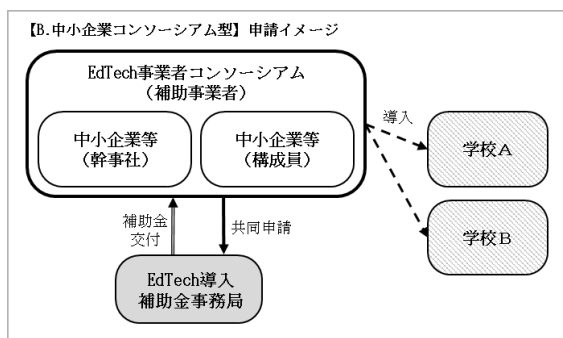 【B.中小企業コンソーシアム型】申請イメージ
EdTech事業者コンソーシアム
(補助事業者)
中小企業等
(幹事社)
中小企業等
(構成員)
導入
学校A
学校B
補助金
交付
共同申請
EdTech導入
補助金事務局